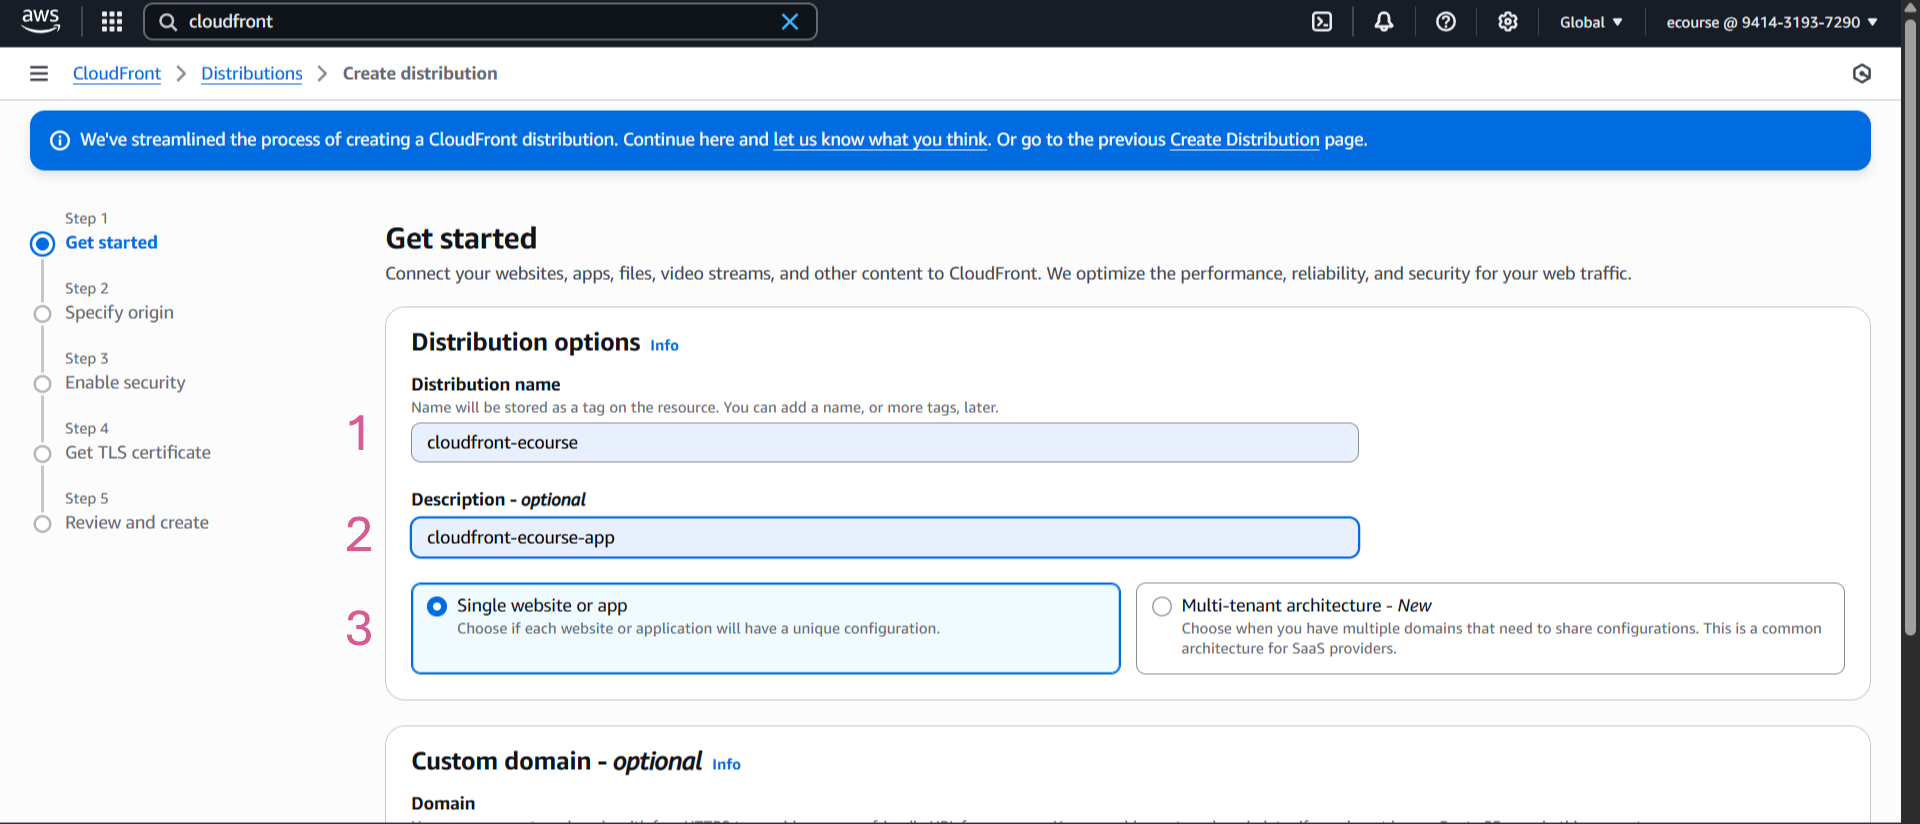 aws
cloudfront
Global
ecourse @ 9414-3193-7290
CloudFront
Distributions
Create distribution
We've streamlined the process of creating a CloudFront distribution. Continue here and let us know what you think. Or go to the previous Create Distribution page.
Step 1
Get started
Step 2
Specify origin
Step 3
Enable security
Step 4
Get TLS certificate
Step 5
Review and create
Get started
Connect your websites, apps, files, video streams, and other content to CloudFront. We optimize the performance, reliability, and security for your web traffic.
Distribution options Info
Distribution name
Name will be stored as a tag on the resource. You can add a name, or more tags, later.
1
cloudfront-ecourse
Description - optional
2
cloudfront-ecourse-app
3
Single website or app
Choose if each website or application will have a unique configuration.
Multi-tenant architecture - New
Choose when you have multiple domains that need to share configurations. This is a common
architecture for SaaS providers.
Custom domain - optional Info
Domain